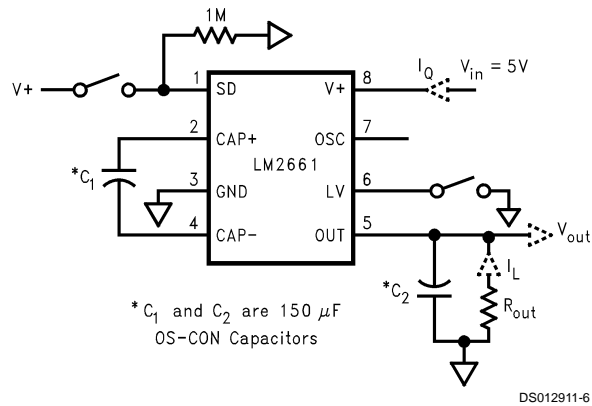 1M
V+
1
SD
V+
8
I_Q
V_in = 5V
2
CAP+
OSC
7
LM2661
*C_1
3
GND
LV
6
4
CAP-
OUT
5
V_out
*C_2
I_L
R_out
*C_1 and C_2 are 150 μF
OS-CON Capacitors
DS012911-6